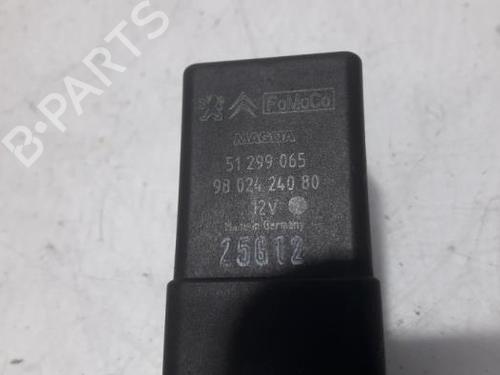 B-PARTS
FoMoCo
MAGNA
51 299 065
98 024 240 80
12V
Made in Germany
25G12